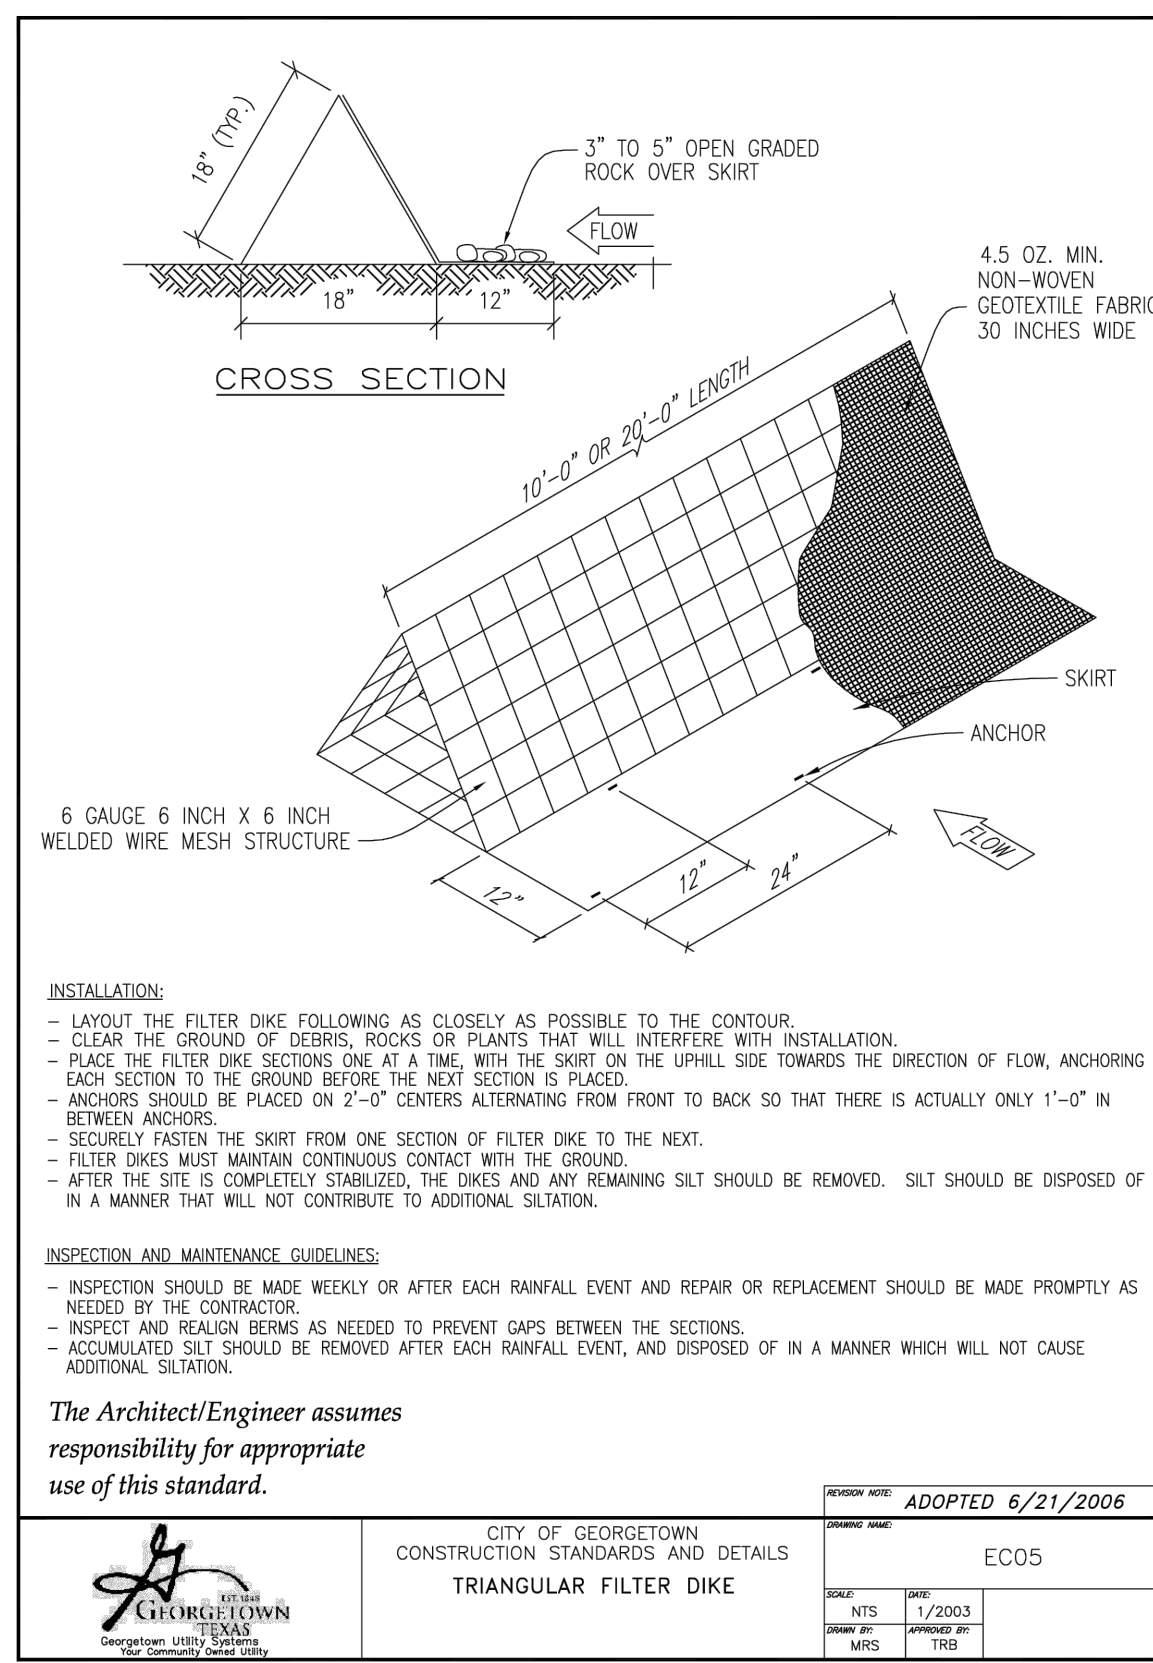 18" (TYP.)
3" TO 5" OPEN GRADED
ROCK OVER SKIRT
FLOW
18"
12"
CROSS SECTION
4.5 OZ. MIN.
NON-WOVEN
GEOTEXTILE FABRIC
30 INCHES WIDE
10'-0" OR 20'-0" LENGTH
SKIRT
ANCHOR
6 GAUGE 6 INCH X 6 INCH
WELDED WIRE MESH STRUCTURE
FLOW
12"
12"
24"
INSTALLATION:
- LAYOUT THE FILTER DIKE FOLLOWING AS CLOSELY AS POSSIBLE TO THE CONTOUR.
- CLEAR THE GROUND OF DEBRIS, ROCKS OR PLANTS THAT WILL INTERFERE WITH INSTALLATION.
- PLACE THE FILTER DIKE SECTIONS ONE AT A TIME, WITH THE SKIRT ON THE UPHILL SIDE TOWARDS THE DIRECTION OF FLOW, ANCHORING
EACH SECTION TO THE GROUND BEFORE THE NEXT SECTION IS PLACED.
- ANCHORS SHOULD BE PLACED ON 2'-0" CENTERS ALTERNATING FROM FRONT TO BACK SO THAT THERE IS ACTUALLY ONLY 1'-0" IN
BETWEEN ANCHORS.
- SECURELY FASTEN THE SKIRT FROM ONE SECTION OF FILTER DIKE TO THE NEXT.
- FILTER DIKES MUST MAINTAIN CONTINUOUS CONTACT WITH THE GROUND.
- AFTER THE SITE IS COMPLETELY STABILIZED, THE DIKES AND ANY REMAINING SILT SHOULD BE REMOVED. SILT SHOULD BE DISPOSED OF
IN A MANNER THAT WILL NOT CONTRIBUTE TO ADDITIONAL SILTATION.
INSPECTION AND MAINTENANCE GUIDELINES:
- INSPECTION SHOULD BE MADE WEEKLY OR AFTER EACH RAINFALL EVENT AND REPAIR OR REPLACEMENT SHOULD BE MADE PROMPTLY AS
NEEDED BY THE CONTRACTOR.
- INSPECT AND REALIGN BERMS AS NEEDED TO PREVENT GAPS BETWEEN THE SECTIONS.
- ACCUMULATED SILT SHOULD BE REMOVED AFTER EACH RAINFALL EVENT, AND DISPOSED OF IN A MANNER WHICH WILL NOT CAUSE
ADDITIONAL SILTATION.
The Architect/Engineer assumes
responsibility for appropriate
use of this standard.
REVISION NOTE:
ADOPTED 6/21/2006
EST. 1848
GEORGETOWN
TEXAS
Georgetown Utility Systems
Your Community Owned Utility
CITY OF GEORGETOWN
CONSTRUCTION STANDARDS AND DETAILS
TRIANGULAR FILTER DIKE
DRAWING NAME:
EC05
SCALE:
NTS
DATE:
1/2003
DRAWN BY:
MRS
APPROVED BY:
TRB